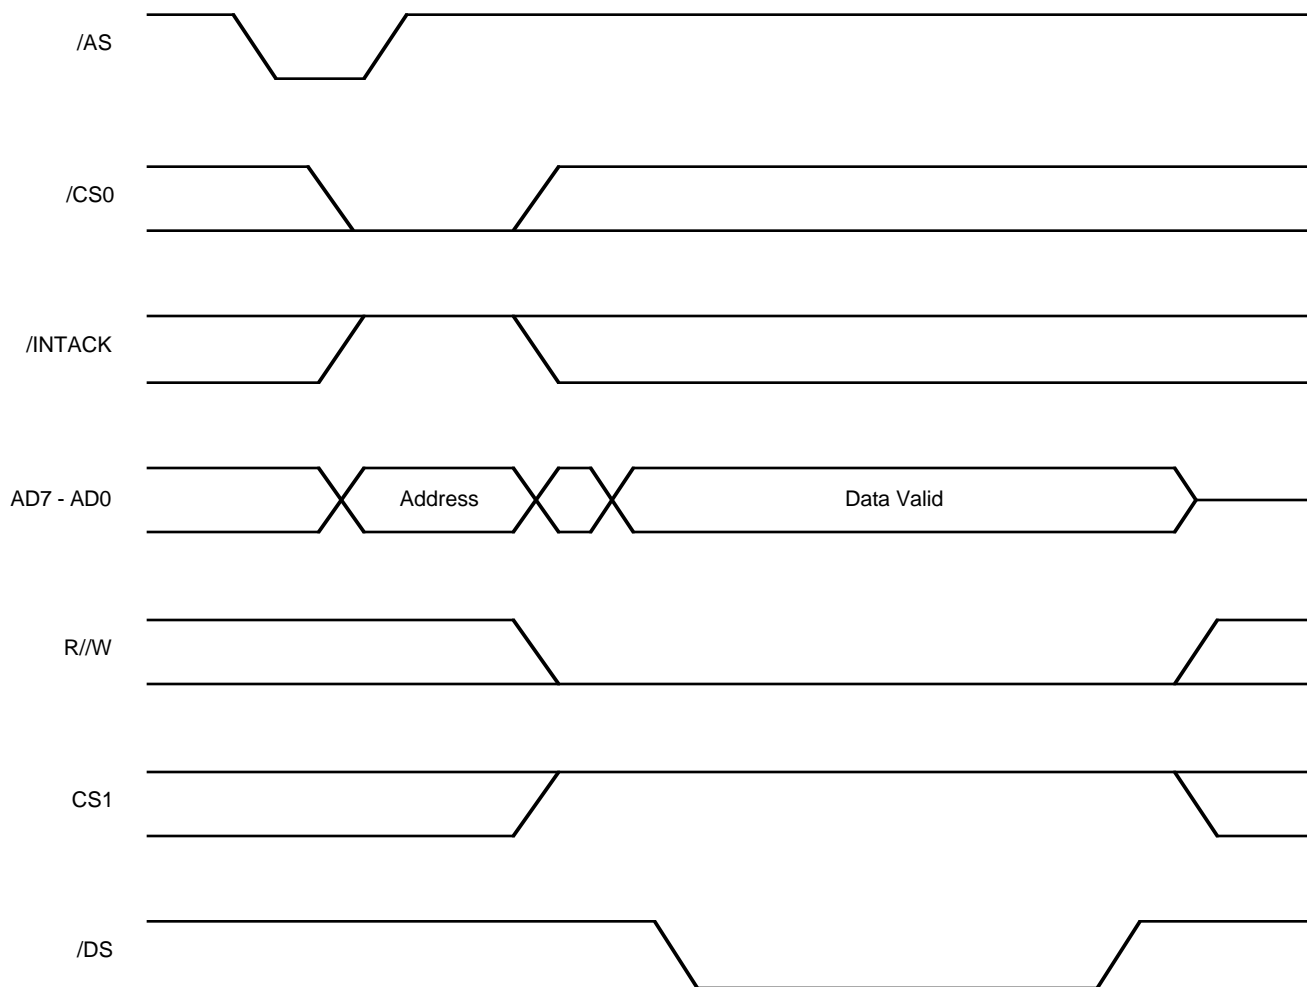 /AS
/CS0
/INTACK
AD7 - AD0 Address Data Valid
R//W
CS1
/DS